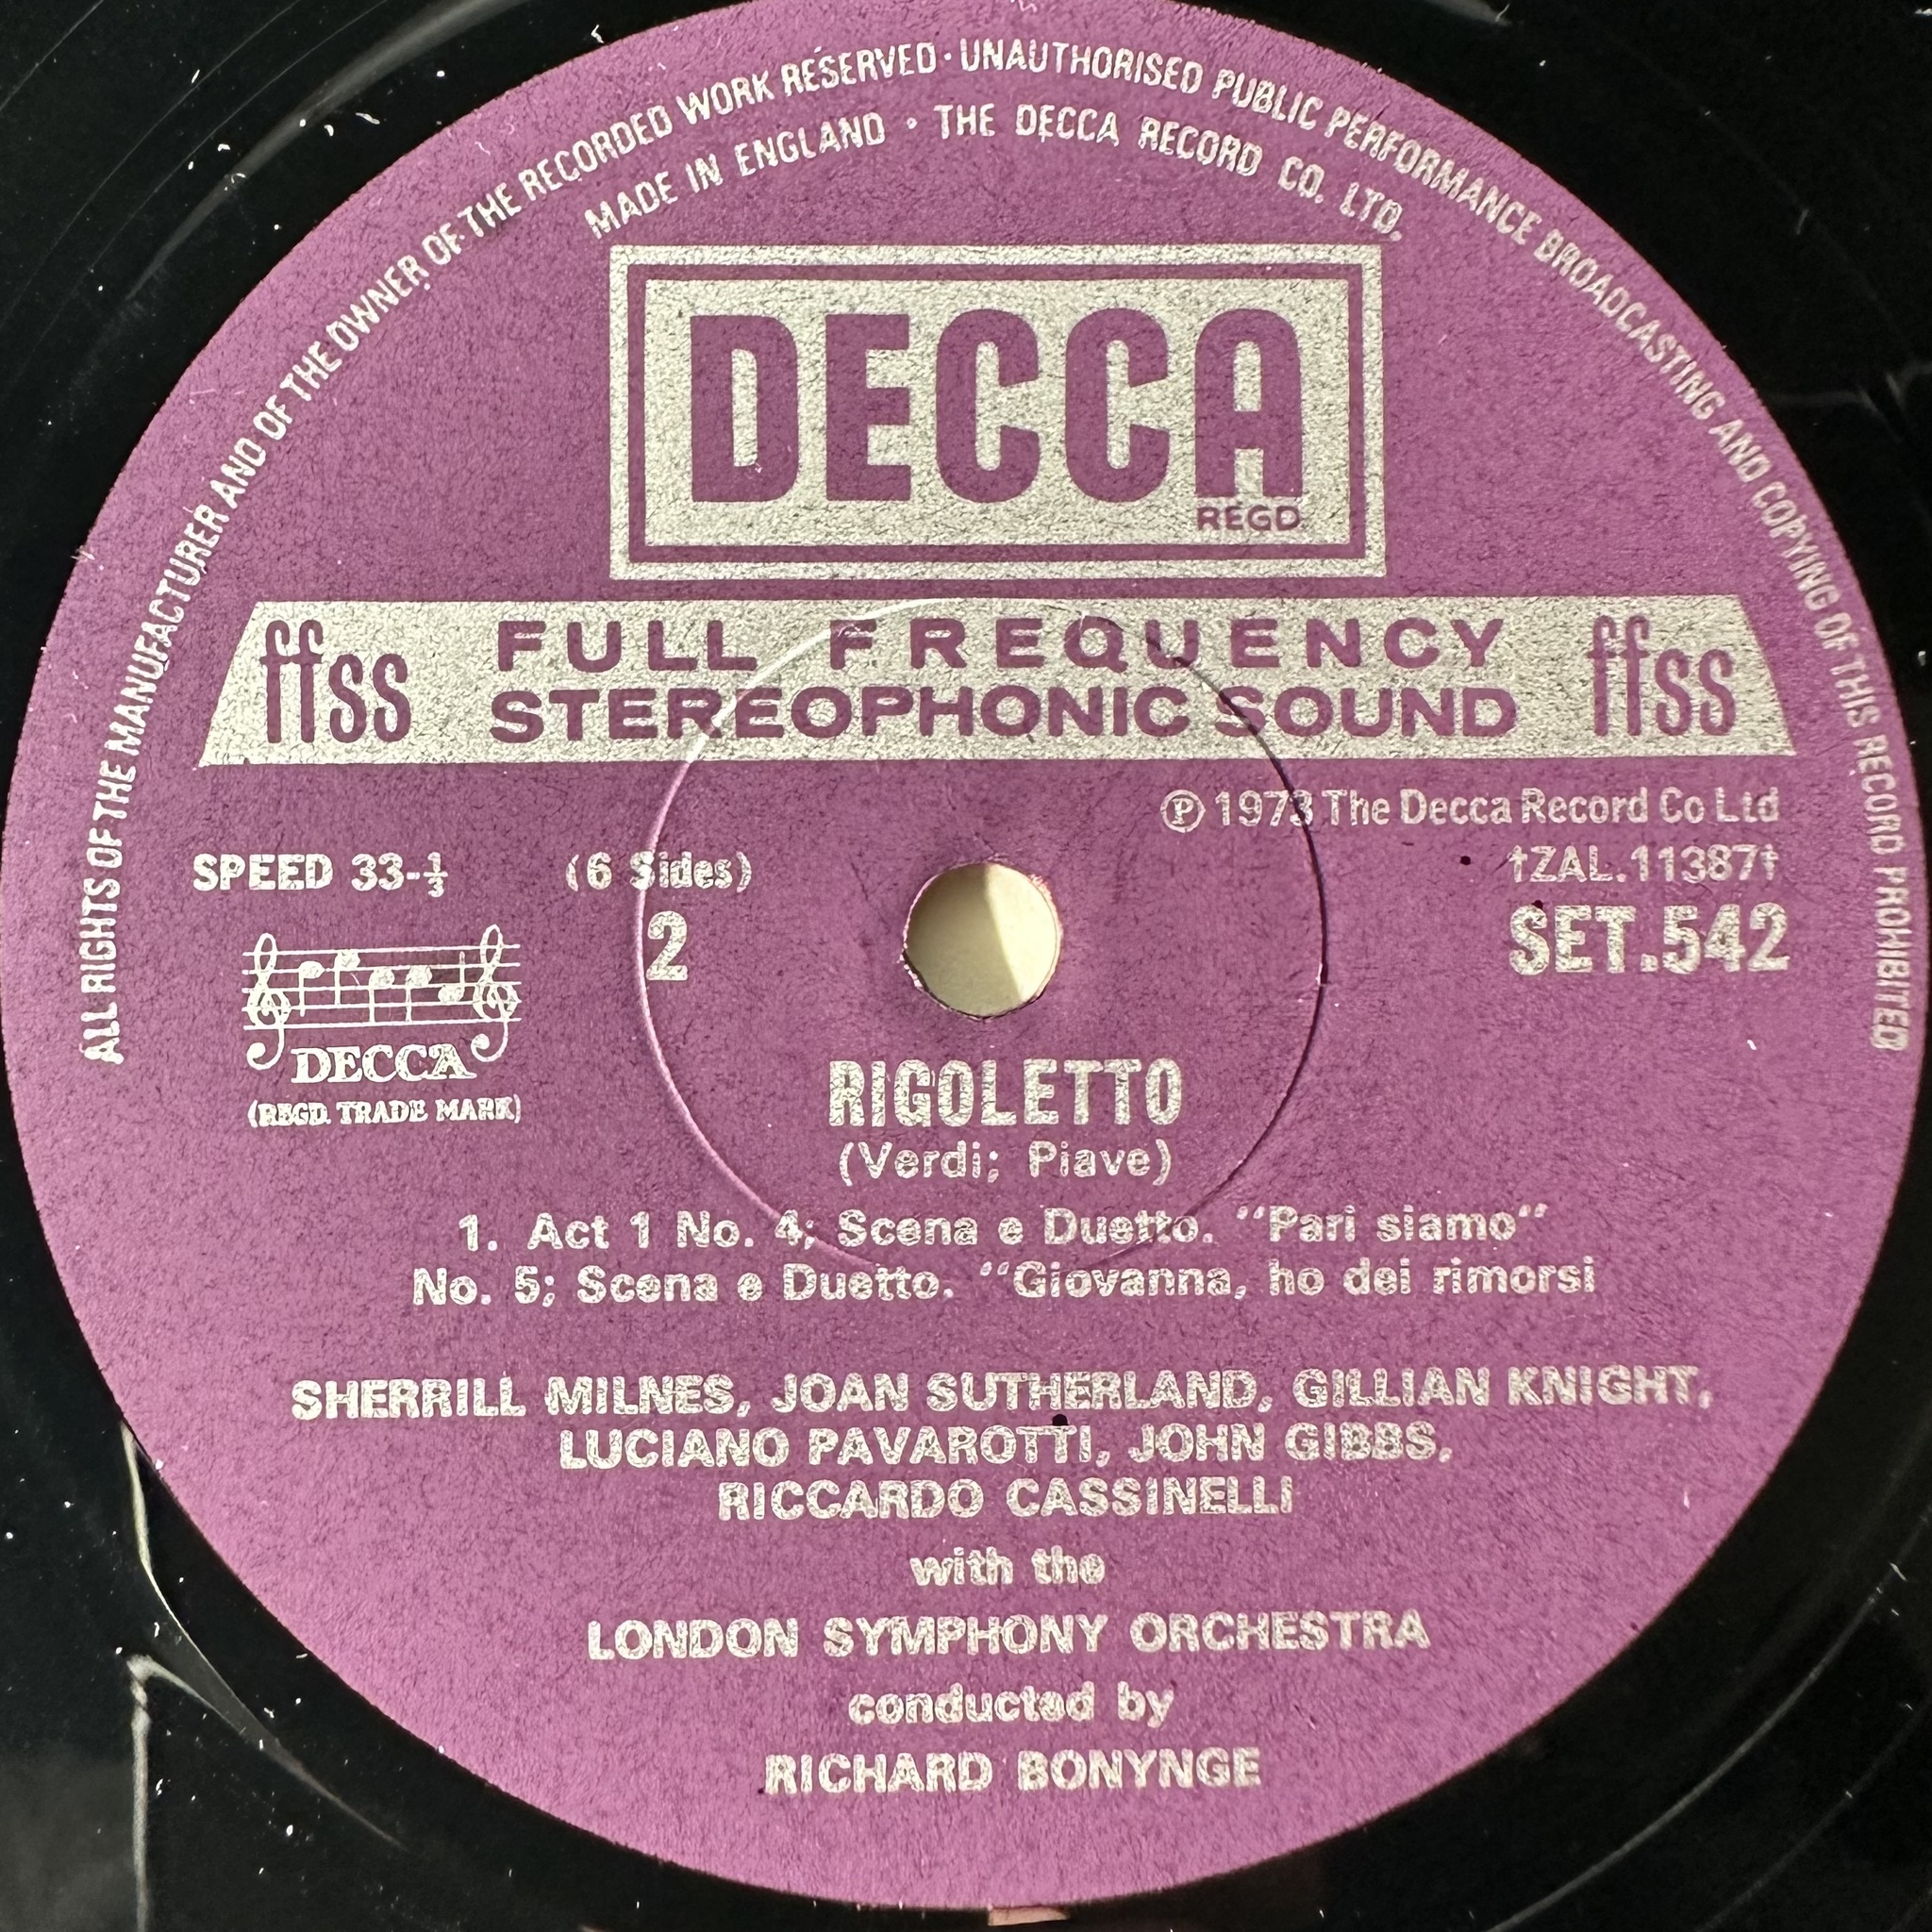 ALL RIGHTS OF THE MANUFACTURER AND OF THE OWNER OF THE RECORDED WORK RESERVED · UNAUTHORISED PUBLIC PERFORMANCE BROADCASTING AND COPYING OF THIS RECORD PROHIBITED
MADE IN ENGLAND · THE DECCA RECORD CO. LTD.
DECCA
REGD.
ffss FULL FREQUENCY STEREOPHONIC SOUND ffss
℗ 1973 The Decca Record Co Ltd
SPEED 33-⅓ (6 Sides) †ZAL.11387†
2 SET.542
DECCA
(REGD. TRADE MARK)
RIGOLETTO
(Verdi; Piave)
1. Act 1 No. 4; Scena e Duetto. "Pari siamo"
No. 5; Scena e Duetto. "Giovanna, ho dei rimorsi
SHERRILL MILNES, JOAN SUTHERLAND, GILLIAN KNIGHT,
LUCIANO PAVAROTTI, JOHN GIBBS,
RICCARDO CASSINELLI
with the
LONDON SYMPHONY ORCHESTRA
conducted by
RICHARD BONYNGE